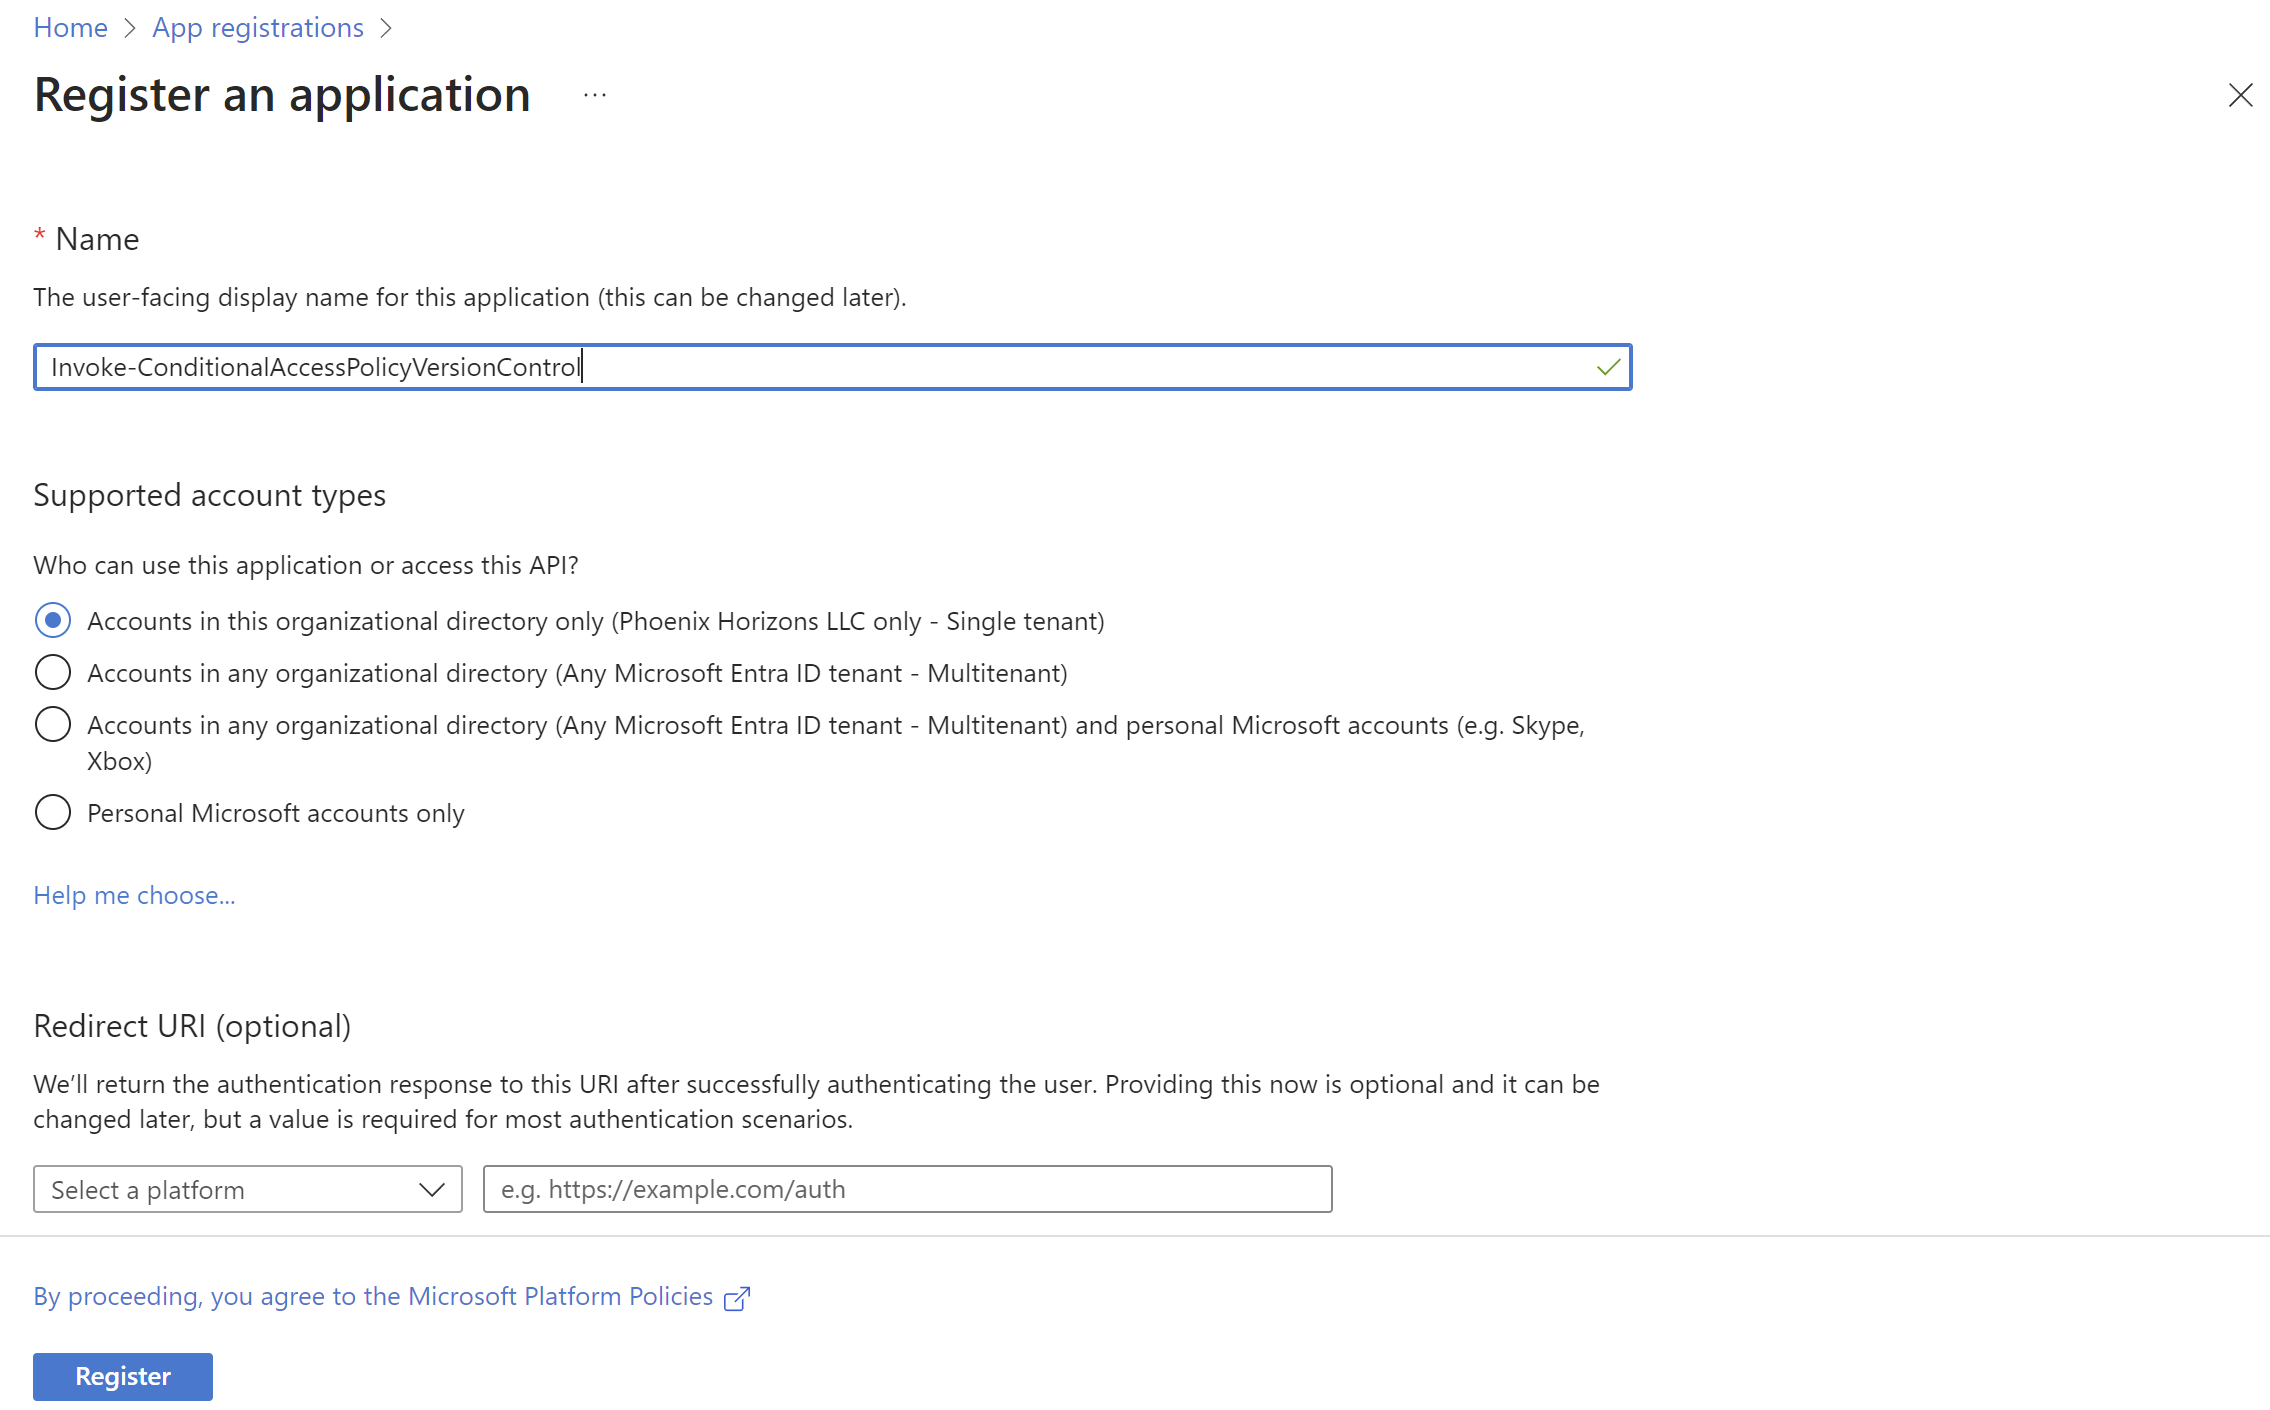 Home > App registrations >
Register an application ...
* Name
The user-facing display name for this application (this can be changed later).
Invoke-ConditionalAccessPolicyVersionControl
Supported account types
Who can use this application or access this API?
Accounts in this organizational directory only (Phoenix Horizons LLC only - Single tenant)
Accounts in any organizational directory (Any Microsoft Entra ID tenant - Multitenant)
Accounts in any organizational directory (Any Microsoft Entra ID tenant - Multitenant) and personal Microsoft accounts (e.g. Skype,
Xbox)
Personal Microsoft accounts only
Help me choose...
Redirect URI (optional)
We’ll return the authentication response to this URI after successfully authenticating the user. Providing this now is optional and it can be
changed later, but a value is required for most authentication scenarios.
Select a platform
e.g. https://example.com/auth
By proceeding, you agree to the Microsoft Platform Policies
Register